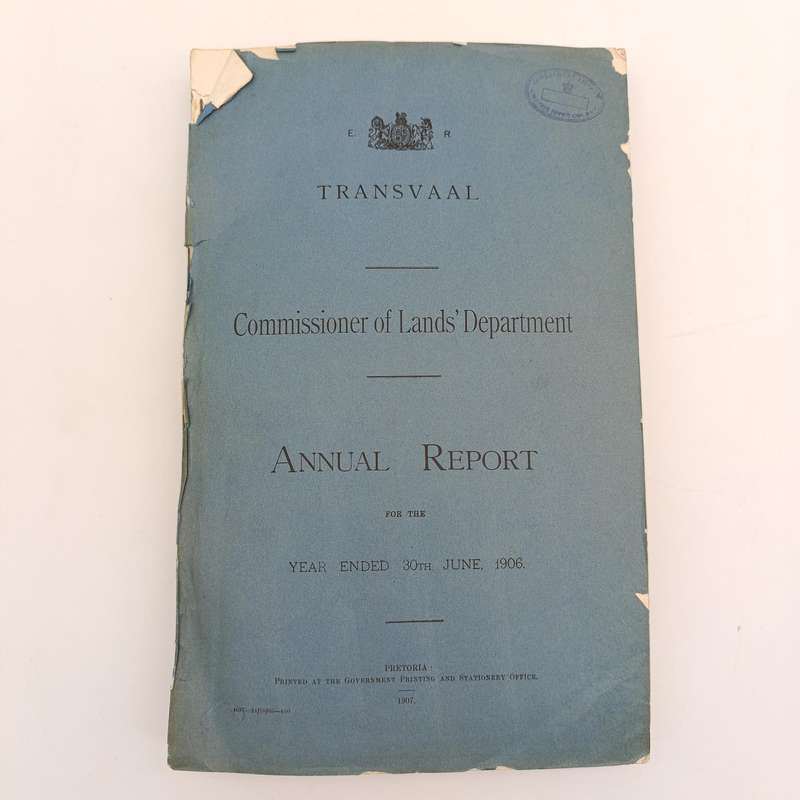 E. R
TRANSVAAL
Commissioner of Lands' Department
ANNUAL REPORT
FOR THE
YEAR ENDED 30TH JUNE, 1906.
PRETORIA:
PRINTED AT THE GOVERNMENT PRINTING AND STATIONERY OFFICE.
1907.